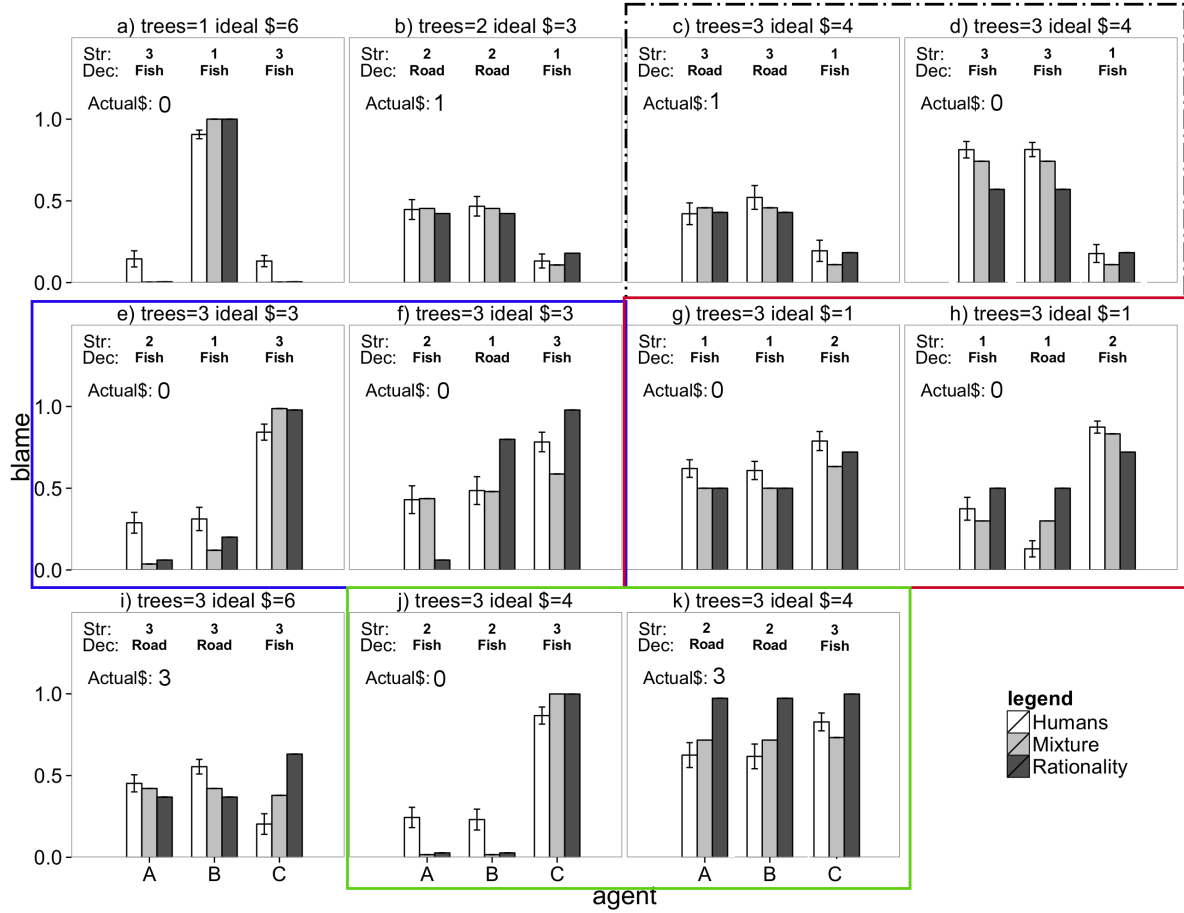 a) trees=1 ideal $=6
Str: 3 1 3
Dec: Fish Fish Fish
Actual$: 0
b) trees=2 ideal $=3
Str: 2 2 1
Dec: Road Road Fish
Actual$: 1
c) trees=3 ideal $=4
Str: 3 3 1
Dec: Road Road Fish
Actual$: 1
d) trees=3 ideal $=4
Str: 3 3 1
Dec: Fish Fish Fish
Actual$: 0
1.0
0.5
0.0
e) trees=3 ideal $=3
Str: 2 1 3
Dec: Fish Fish Fish
Actual$: 0
f) trees=3 ideal $=3
Str: 2 1 3
Dec: Fish Road Fish
Actual$: 0
g) trees=3 ideal $=1
Str: 1 1 2
Dec: Fish Fish Fish
Actual$: 0
h) trees=3 ideal $=1
Str: 1 1 2
Dec: Fish Road Fish
Actual$: 0
1.0
0.5
0.0
blame
i) trees=3 ideal $=6
Str: 3 3 3
Dec: Road Road Fish
Actual$: 3
j) trees=3 ideal $=4
Str: 2 2 3
Dec: Fish Fish Fish
Actual$: 0
k) trees=3 ideal $=4
Str: 2 2 3
Dec: Road Road Fish
Actual$: 3
1.0
0.5
0.0
A B C
A B C
A B C
agent
legend
Humans
Mixture
Rationality